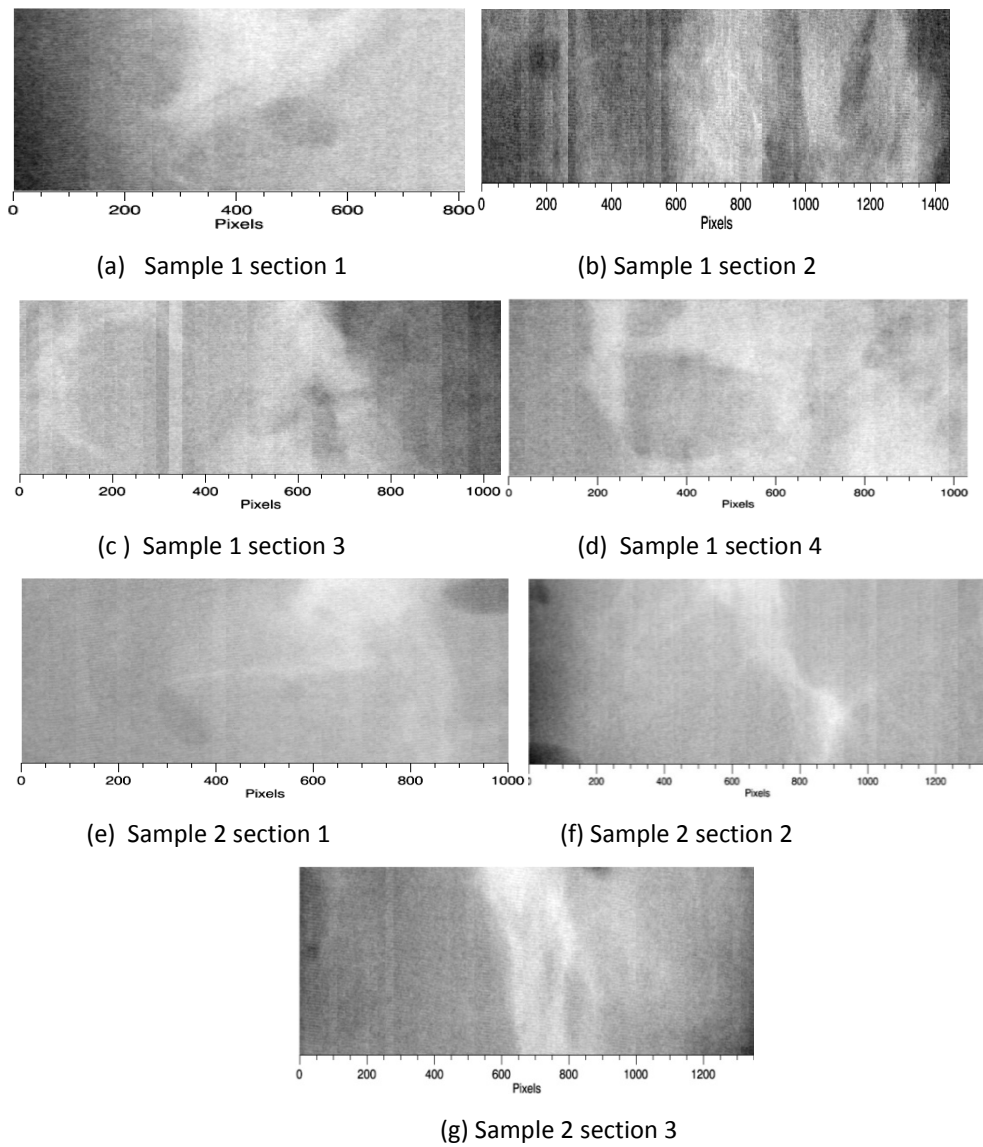 0 200 400 600 800
Pixels
200 400 600 800 1000 1200 1400
Pixels
(a) Sample 1 section 1
(b) Sample 1 section 2
0 200 400 600 800 1000
Pixels
0 200 400 600 800 1000
Pixels
(c ) Sample 1 section 3
(d) Sample 1 section 4
0 200 400 600 800 1000
Pixels
0 200 400 600 800 1000 1200
Pixels
(e) Sample 2 section 1
(f) Sample 2 section 2
0 200 400 600 800 1000 1200
Pixels
(g) Sample 2 section 3